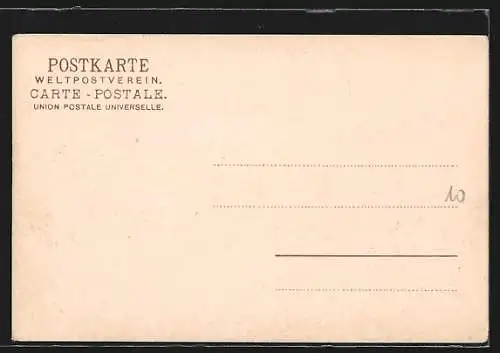 POSTKARTE
WELTPOSTVEREIN.
CARTE - POSTALE.
UNION POSTALE UNIVERSELLE.
10